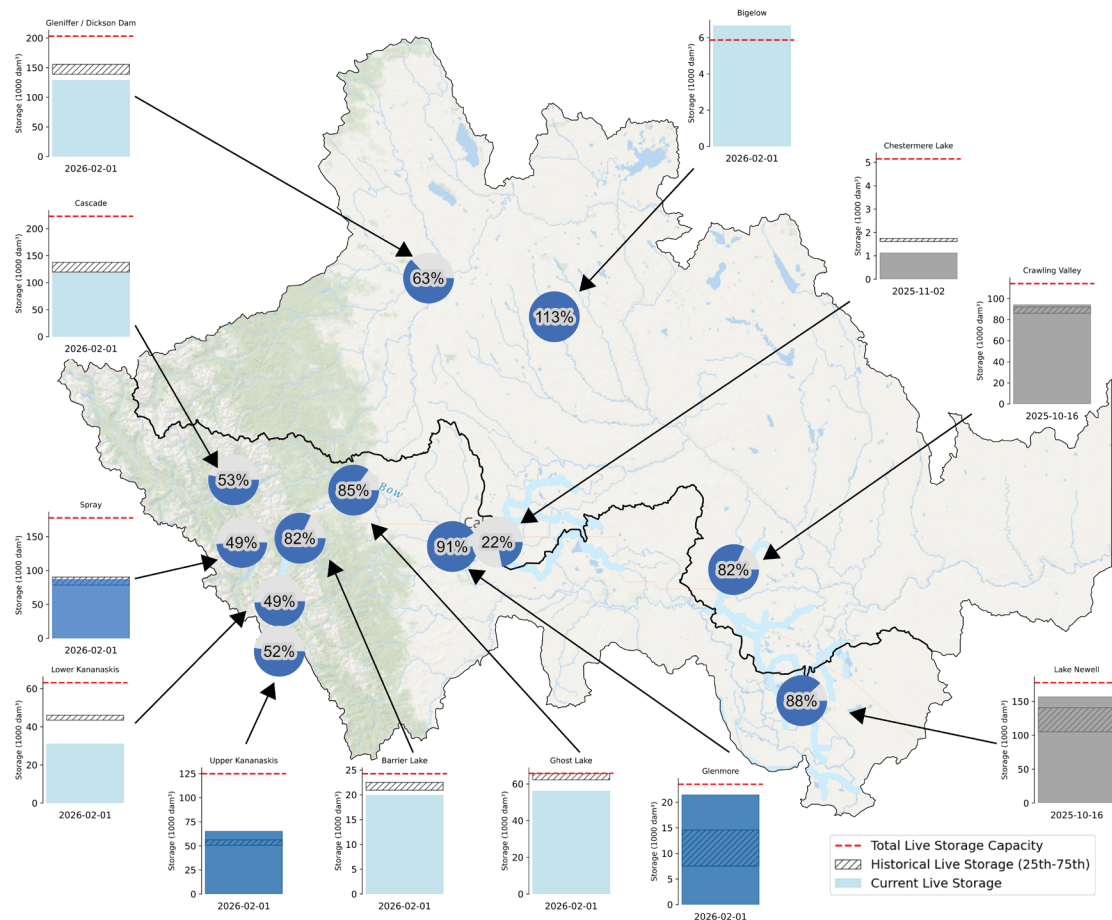 Gleniffer / Dickson Dam
Storage (1000 dam³)
200
150
100
50
0
2026-02-01
Bigelow
Storage (1000 dam³)
6
4
2
0
2026-02-01
Chestermere Lake
Storage (1000 dam³)
5
4
3
2
1
0
2025-11-02
Cascade
Storage (1000 dam³)
200
150
100
50
0
2026-02-01
Crawling Valley
Storage (1000 dam³)
100
80
60
40
20
0
2025-10-16
63%
113%
53%
85%
Bow
Ca
49%
82%
91%
22%
82%
49%
52%
88%
Spray
Storage (1000 dam³)
150
100
50
0
2026-02-01
Lower Kananaskis
Storage (1000 dam³)
60
40
20
0
2026-02-01
Lake Newell
Storage (1000 dam³)
150
100
50
0
2025-10-16
Upper Kananaskis
Storage (1000 dam³)
125
100
75
50
25
0
2026-02-01
Barrier Lake
Storage (1000 dam³)
25
20
15
10
5
0
2026-02-01
Ghost Lake
Storage (1000 dam³)
60
40
20
0
2026-02-01
Glenmore
Storage (1000 dam³)
20
15
10
5
0
2026-02-01
Total Live Storage Capacity
Historical Live Storage (25th-75th)
Current Live Storage